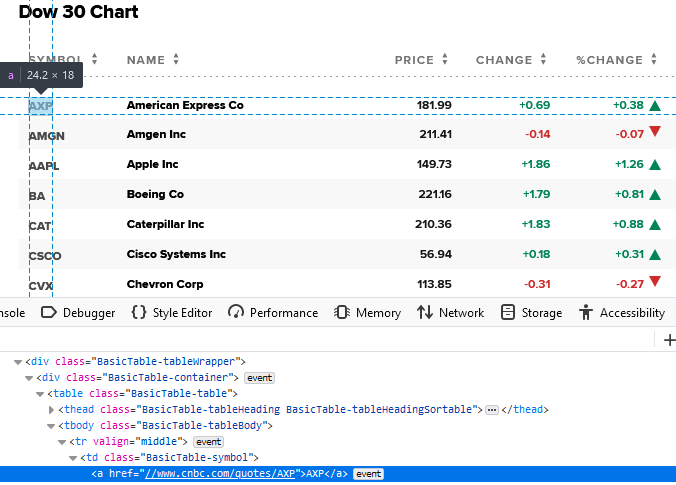 Dow 30 Chart
SYMBOL NAME PRICE CHANGE %CHANGE
a 24.2 × 18
AXP American Express Co 181.99 +0.69 +0.38
AMGN Amgen Inc 211.41 -0.14 -0.07
AAPL Apple Inc 149.73 +1.86 +1.26
BA Boeing Co 221.16 +1.79 +0.81
CAT Caterpillar Inc 210.36 +1.83 +0.88
CSCO Cisco Systems Inc 56.94 +0.18 +0.31
CVX Chevron Corp 113.85 -0.31 -0.27
nsole Debugger Style Editor Performance Memory Network Storage Accessibility
<div class="BasicTable-tableWrapper">
<div class="BasicTable-container"> event
<table class="BasicTable-table">
<thead class="BasicTable-tableHeading BasicTable-tableHeadingSortable"> ••• </thead>
<tbody class="BasicTable-tableBody">
<tr valign="middle"> event
<td class="BasicTable-symbol">
<a href="//www.cnbc.com/quotes/AXP">AXP</a> event